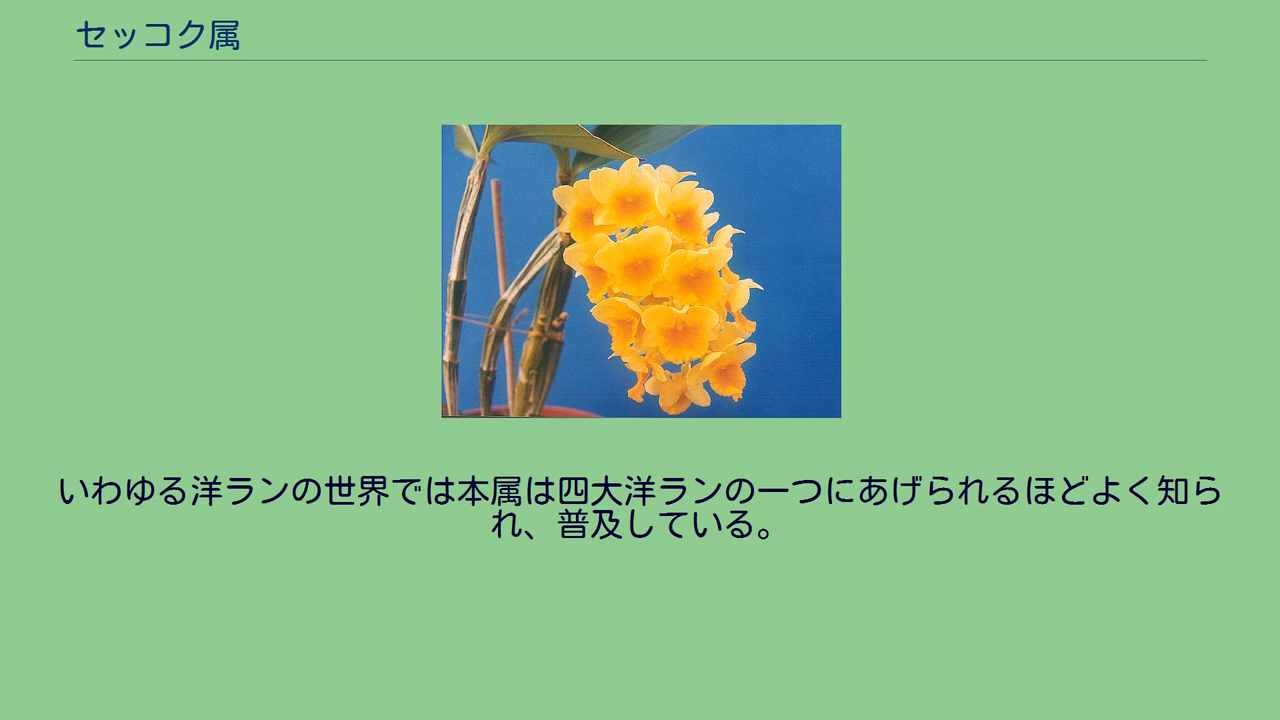 セッコク属
いわゆる洋ランの世界では本属は四大洋ランの一つにあげられるほどよく知ら
れ、普及している。